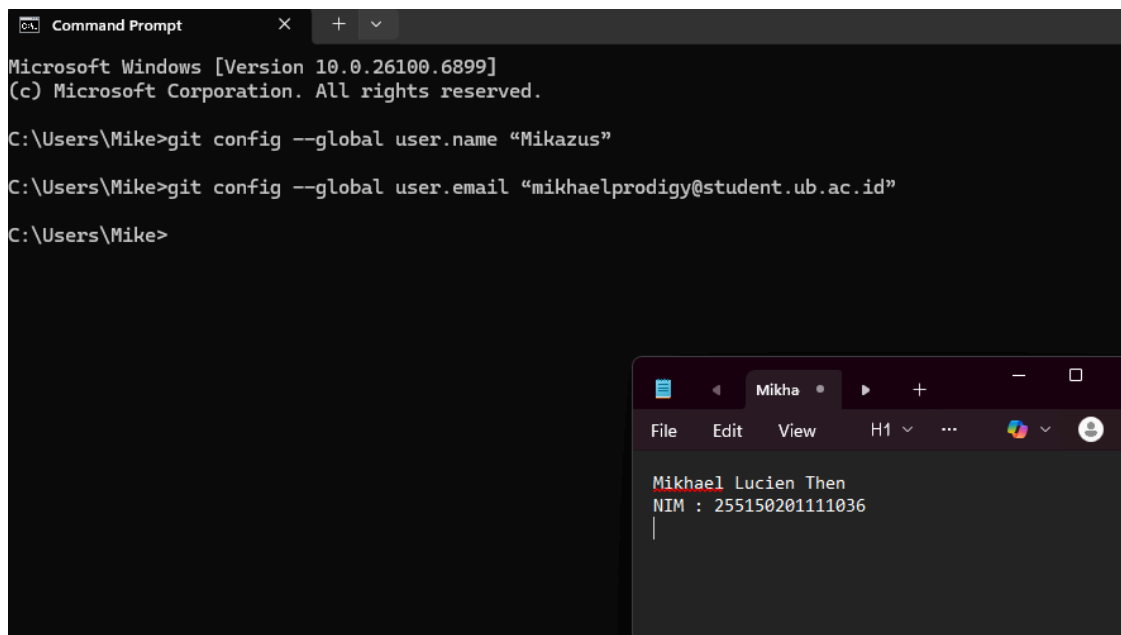 Command Prompt
Microsoft Windows [Version 10.0.26100.6899]
(c) Microsoft Corporation. All rights reserved.
C:\Users\Mike>git config --global user.name “Mikazus”
C:\Users\Mike>git config --global user.email “mikhaelprodigy@student.ub.ac.id”
C:\Users\Mike>
Mikha
File Edit View H1 ...
Mikhael Lucien Then
NIM : 255150201111036